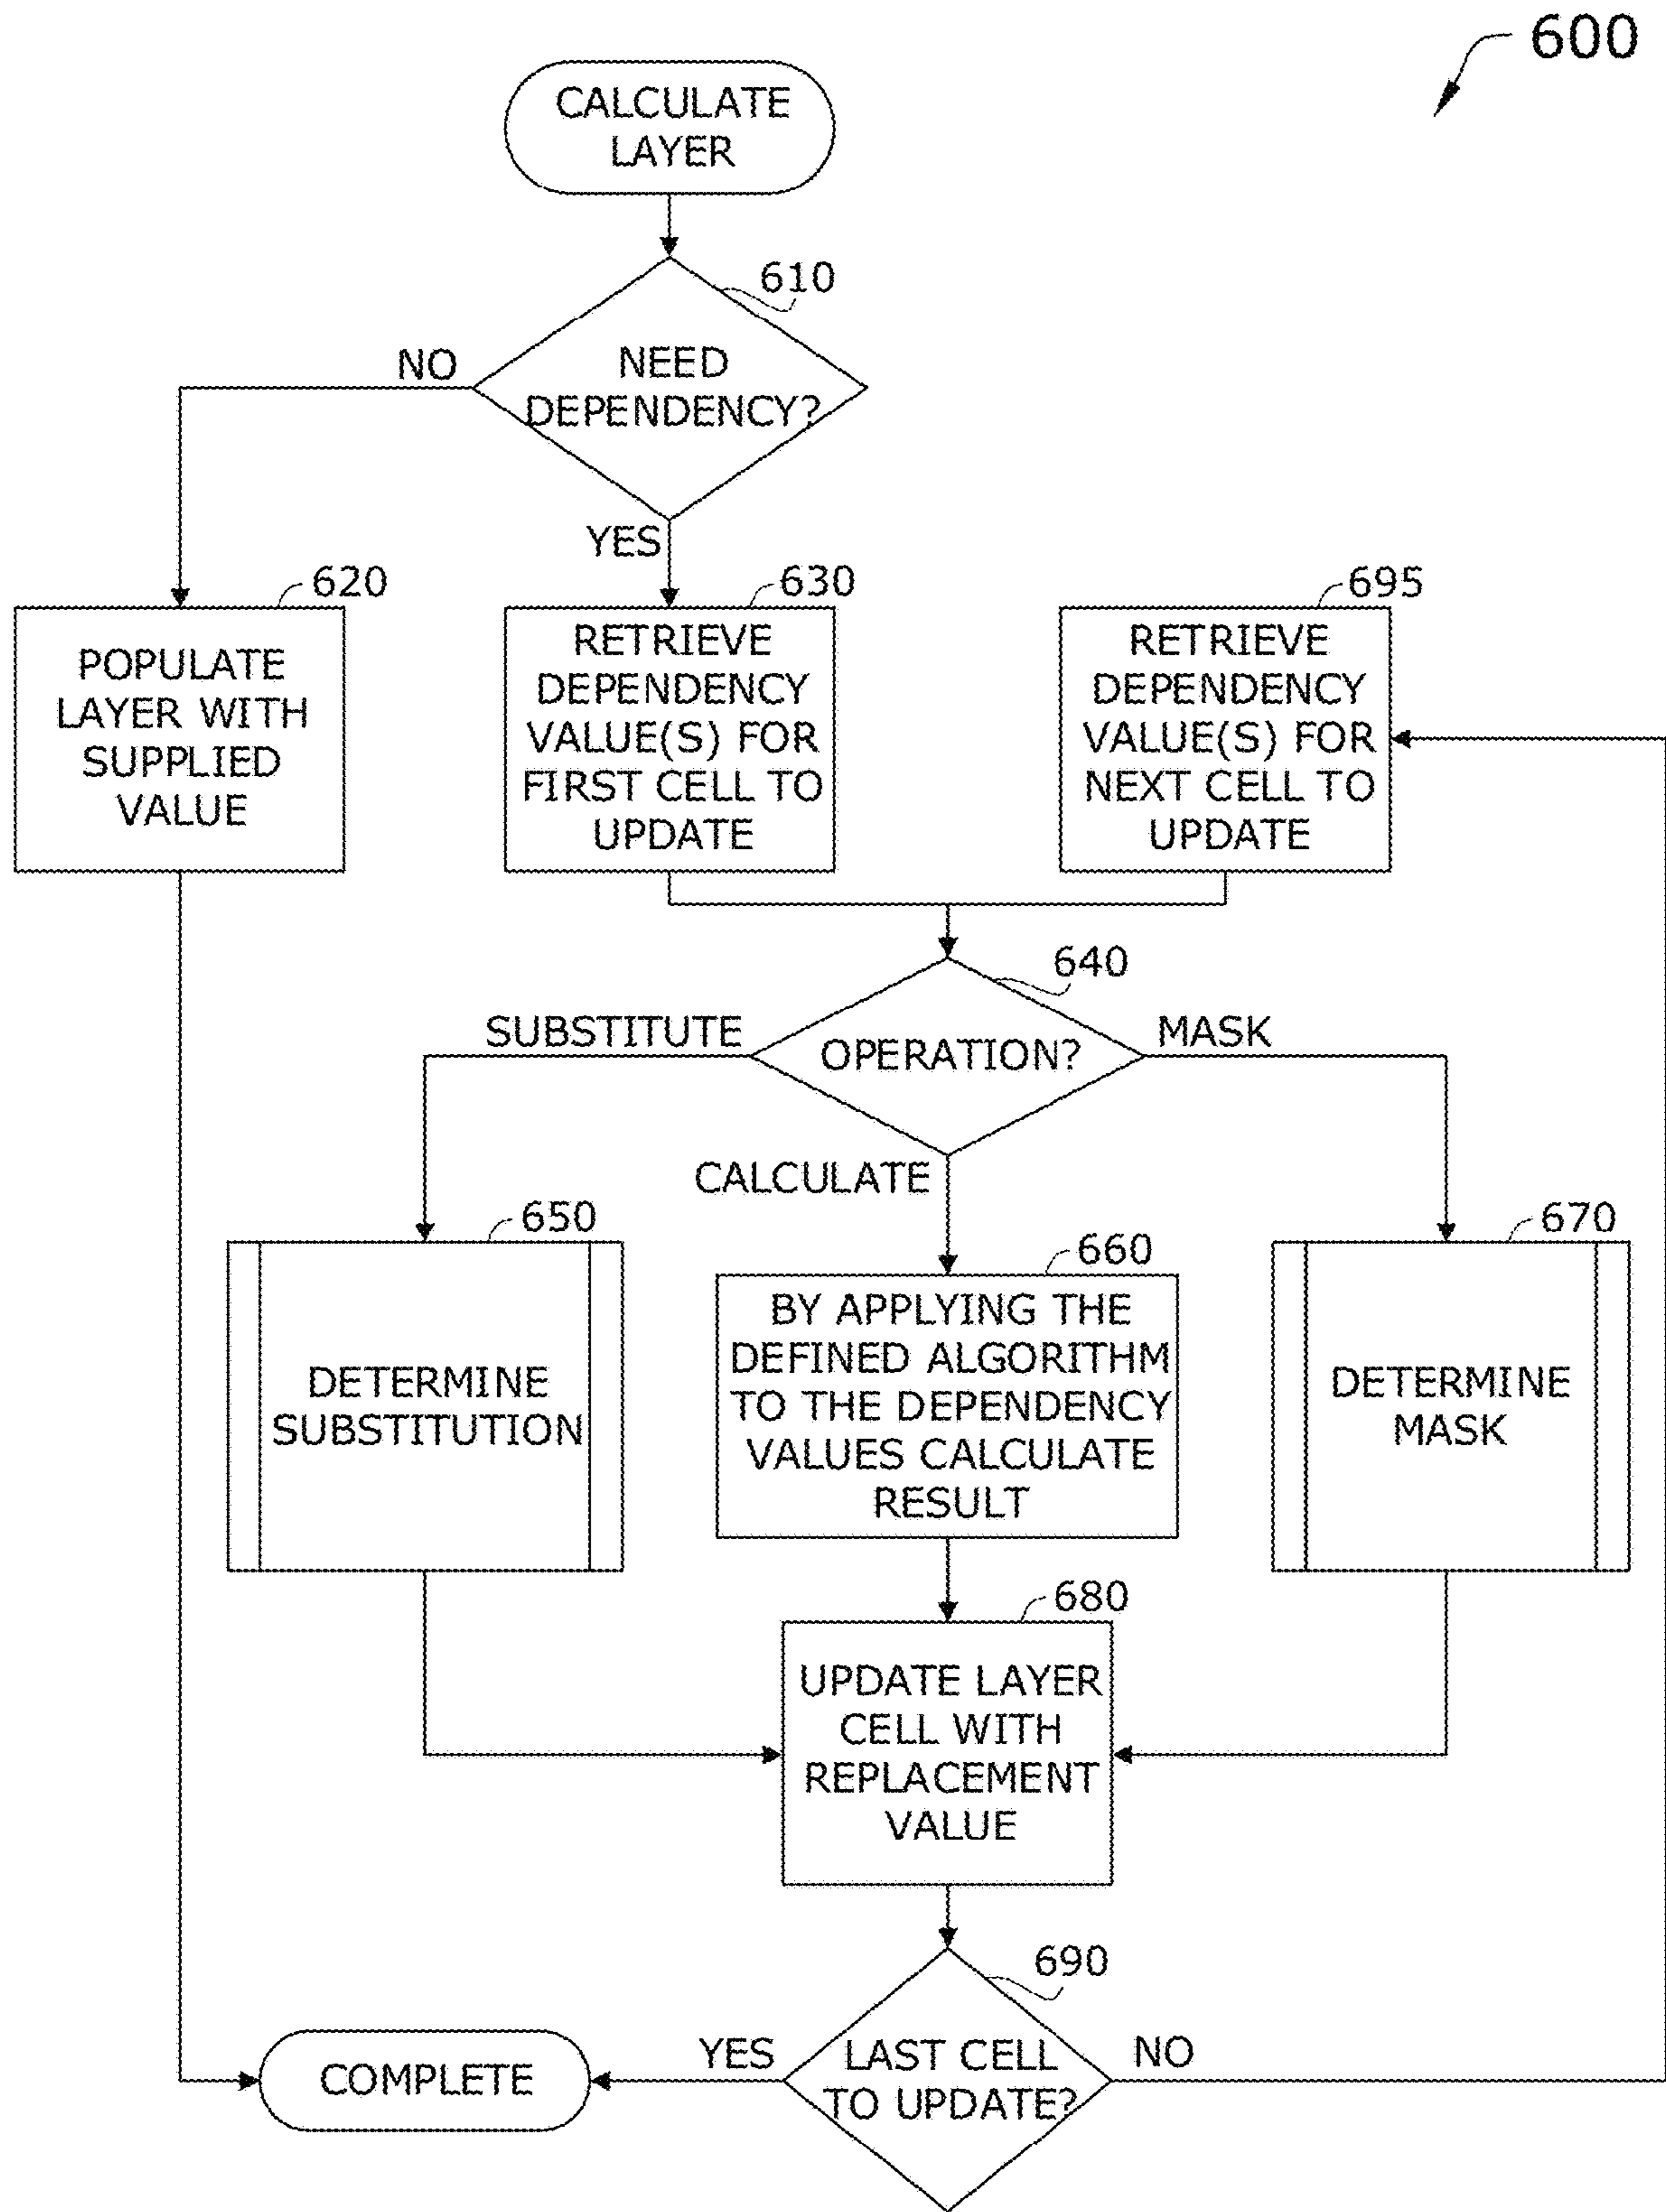 600
CALCULATE
LAYER
610
NEED
DEPENDENCY?
NO
YES
620
POPULATE
LAYER WITH
SUPPLIED
VALUE
630
RETRIEVE
DEPENDENCY
VALUE(S) FOR
FIRST CELL TO
UPDATE
695
RETRIEVE
DEPENDENCY
VALUE(S) FOR
NEXT CELL TO
UPDATE
640
OPERATION?
SUBSTITUTE
MASK
CALCULATE
650
DETERMINE
SUBSTITUTION
660
BY APPLYING THE
DEFINED ALGORITHM
TO THE DEPENDENCY
VALUES CALCULATE
RESULT
670
DETERMINE
MASK
680
UPDATE LAYER
CELL WITH
REPLACEMENT
VALUE
690
LAST CELL
TO UPDATE?
YES
NO
COMPLETE